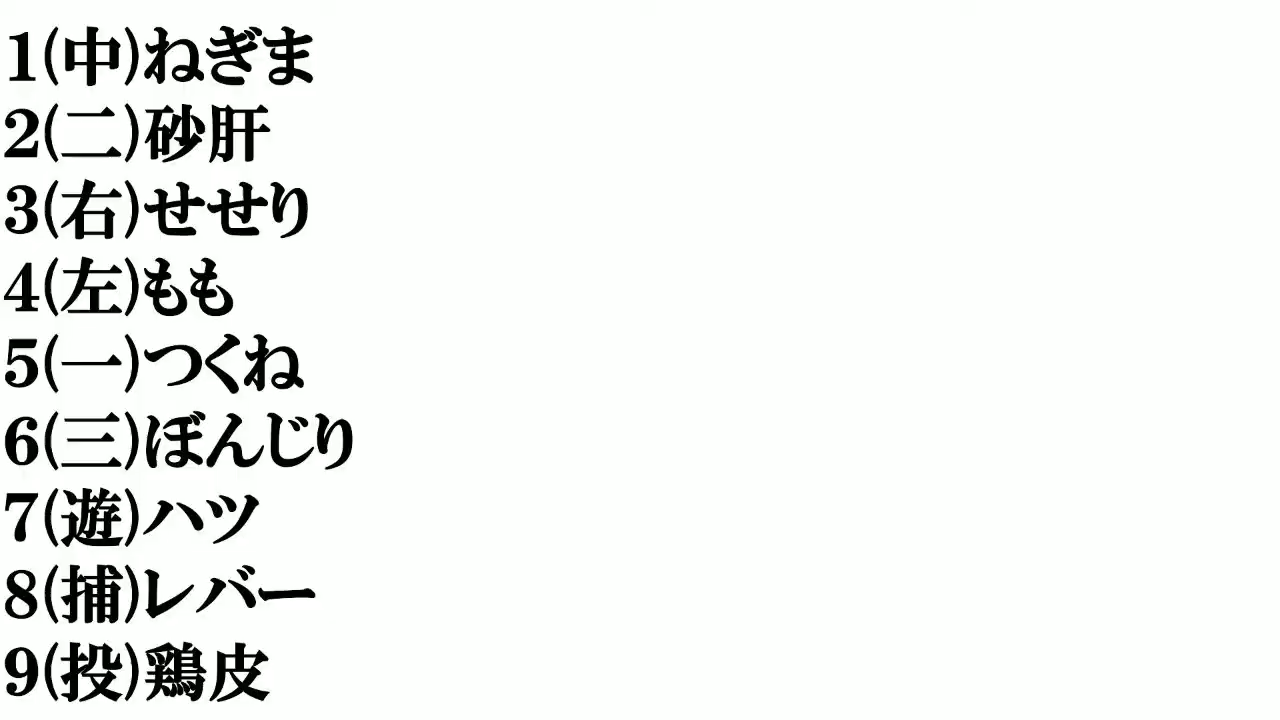 1(中)ねぎま
2(二)砂肝
3(右)せせり
4(左)もも
5(一)つくね
6(三)ぼんじり
7(遊)ハツ
8(捕)レバー
9(投)鶏皮